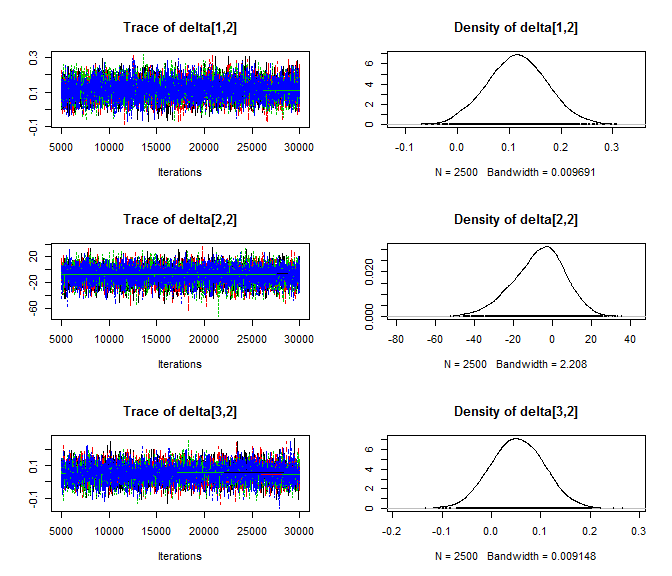 Trace of delta[1,2]
Density of delta[1,2]
-0.1 0.1 0.3
5000 10000 15000 20000 25000 30000
Iterations
0 2 4 6
-0.1 0.0 0.1 0.2 0.3
N = 2500 Bandwidth = 0.009691
Trace of delta[2,2]
Density of delta[2,2]
-60 -20 20
5000 10000 15000 20000 25000 30000
Iterations
0.000 0.020
-80 -60 -40 -20 0 20 40
N = 2500 Bandwidth = 2.208
Trace of delta[3,2]
Density of delta[3,2]
-0.1 0.1
5000 10000 15000 20000 25000 30000
Iterations
0 2 4 6
-0.2 -0.1 0.0 0.1 0.2 0.3
N = 2500 Bandwidth = 0.009148